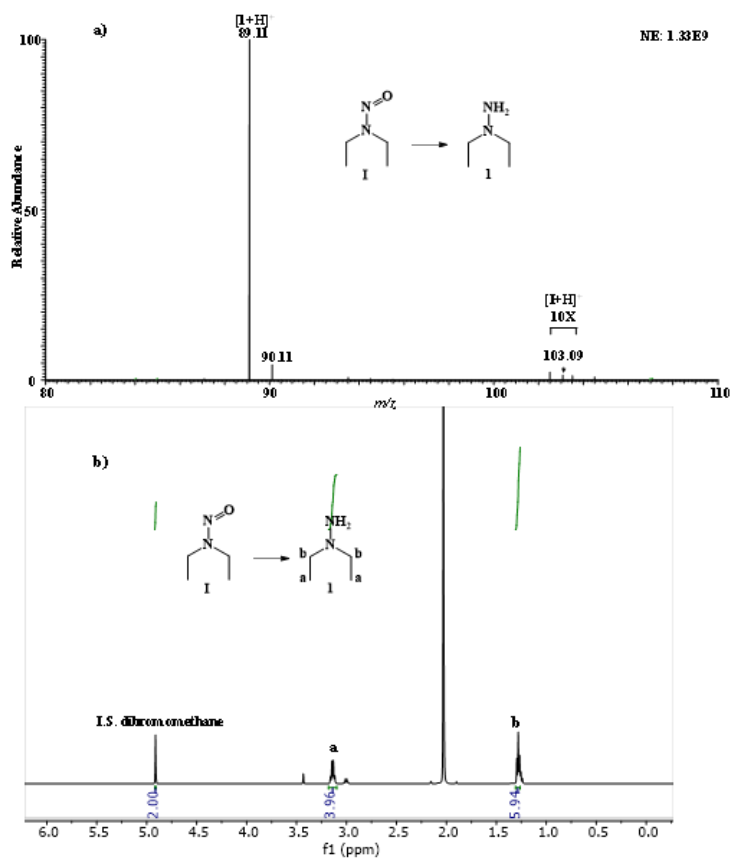 a)
[1+H]⁺
89.11
NE: 1.33E9
100
50
0
Relative Abundance
N=O
N
I
NH₂
N
1
90.11
[I+H]⁺
10X
103.09
*
80
90
100
110
m/z
b)
N=O
N
I
NH₂
N
b
b
a
a
1
I.S. dibromomethane
a
b
2.00
3.96
5.94
6.0
5.5
5.0
4.5
4.0
3.5
3.0
2.5
2.0
1.5
1.0
0.5
0.0
f1 (ppm)